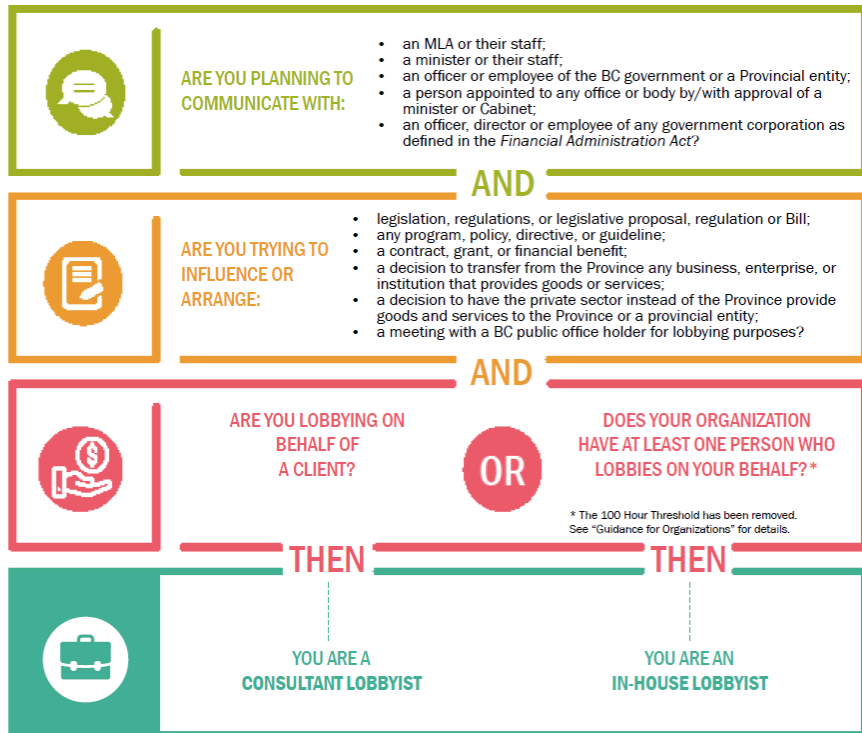 ARE YOU PLANNING TO
COMMUNICATE WITH:
• an MLA or their staff;
• a minister or their staff;
• an officer or employee of the BC government or a Provincial entity;
• a person appointed to any office or body by/with approval of a
minister or Cabinet;
• an officer, director or employee of any government corporation as
defined in the Financial Administration Act?
AND
ARE YOU TRYING TO
INFLUENCE OR
ARRANGE:
• legislation, regulations, or legislative proposal, regulation or Bill;
• any program, policy, directive, or guideline;
• a contract, grant, or financial benefit;
• a decision to transfer from the Province any business, enterprise, or
institution that provides goods or services;
• a decision to have the private sector instead of the Province provide
goods and services to the Province or a provincial entity;
• a meeting with a BC public office holder for lobbying purposes?
AND
$
ARE YOU LOBBYING ON
BEHALF OF
A CLIENT?
OR
DOES YOUR ORGANIZATION
HAVE AT LEAST ONE PERSON WHO
LOBBIES ON YOUR BEHALF?*
* The 100 Hour Threshold has been removed.
See “Guidance for Organizations” for details.
THEN
THEN
YOU ARE A
CONSULTANT LOBBYIST
YOU ARE AN
IN-HOUSE LOBBYIST